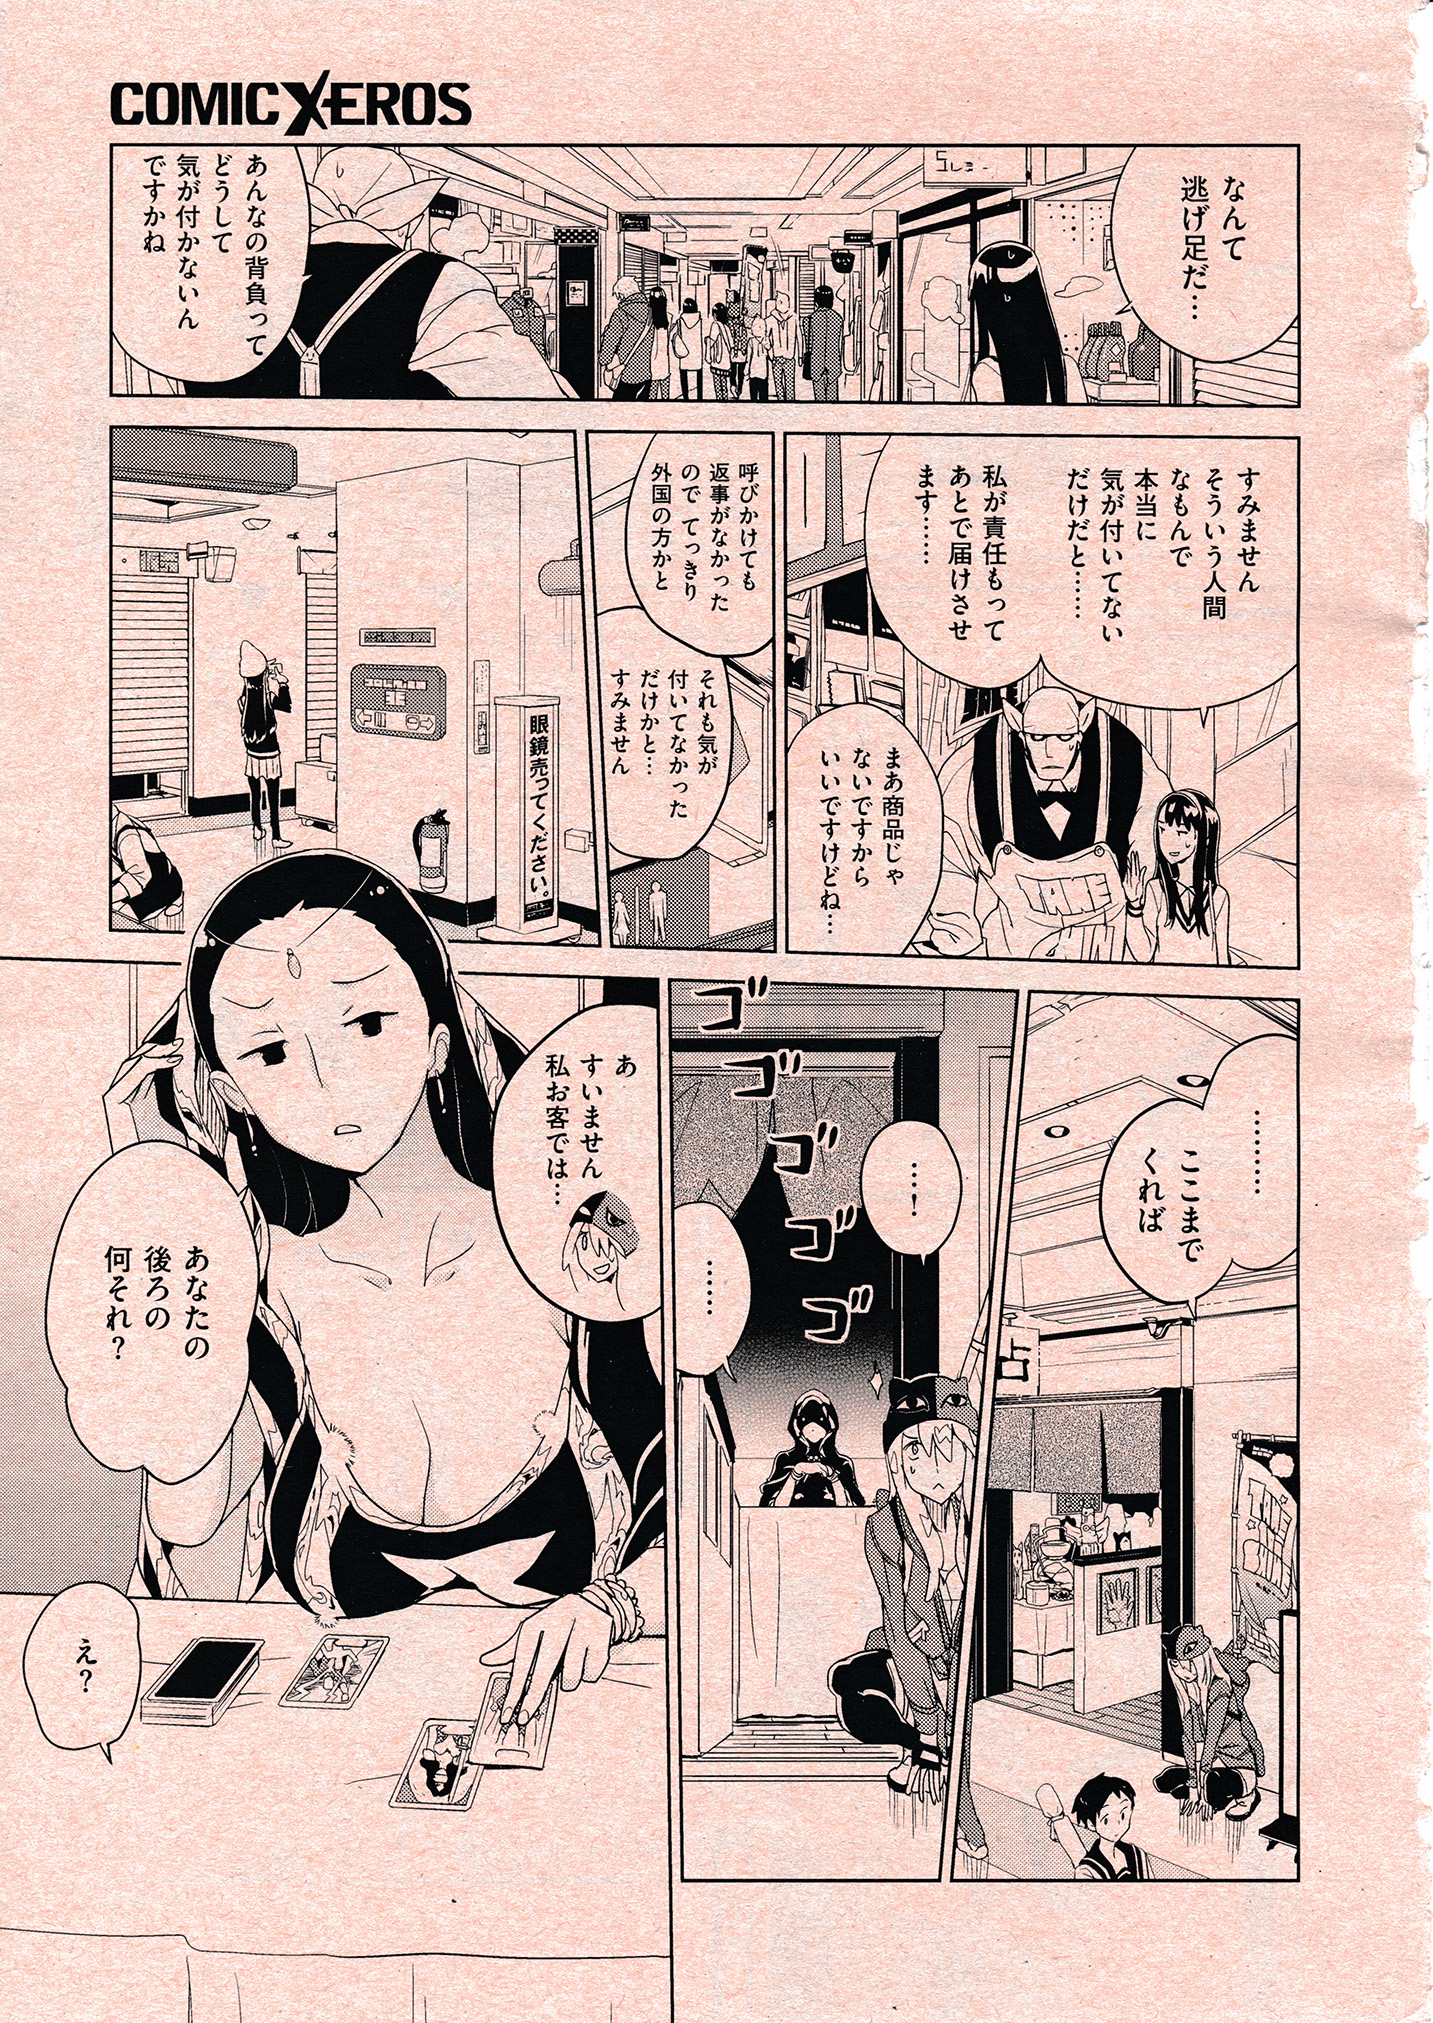 COMIC X-EROS
なんて
逃げ足だ…
あんなの背負って
どうして
気が付かないん
ですかね
すみません
そういう人間
なもんで
本当に
気が付いてない
だけだと……
私が責任もって
あとで届けさせ
ます……
まあ商品じゃ
ないですから
いいですけどね…
呼びかけても
返事がなかった
ので てっきり
外国の方かと
それも気が
付いてなかった
だけかと…
すみません
眼鏡売ってください。
………
ここまで
くれば
占
…！
……
ゴゴゴゴゴ
あ
すいません
私お客では…
あなたの
後ろの
何それ？
え？